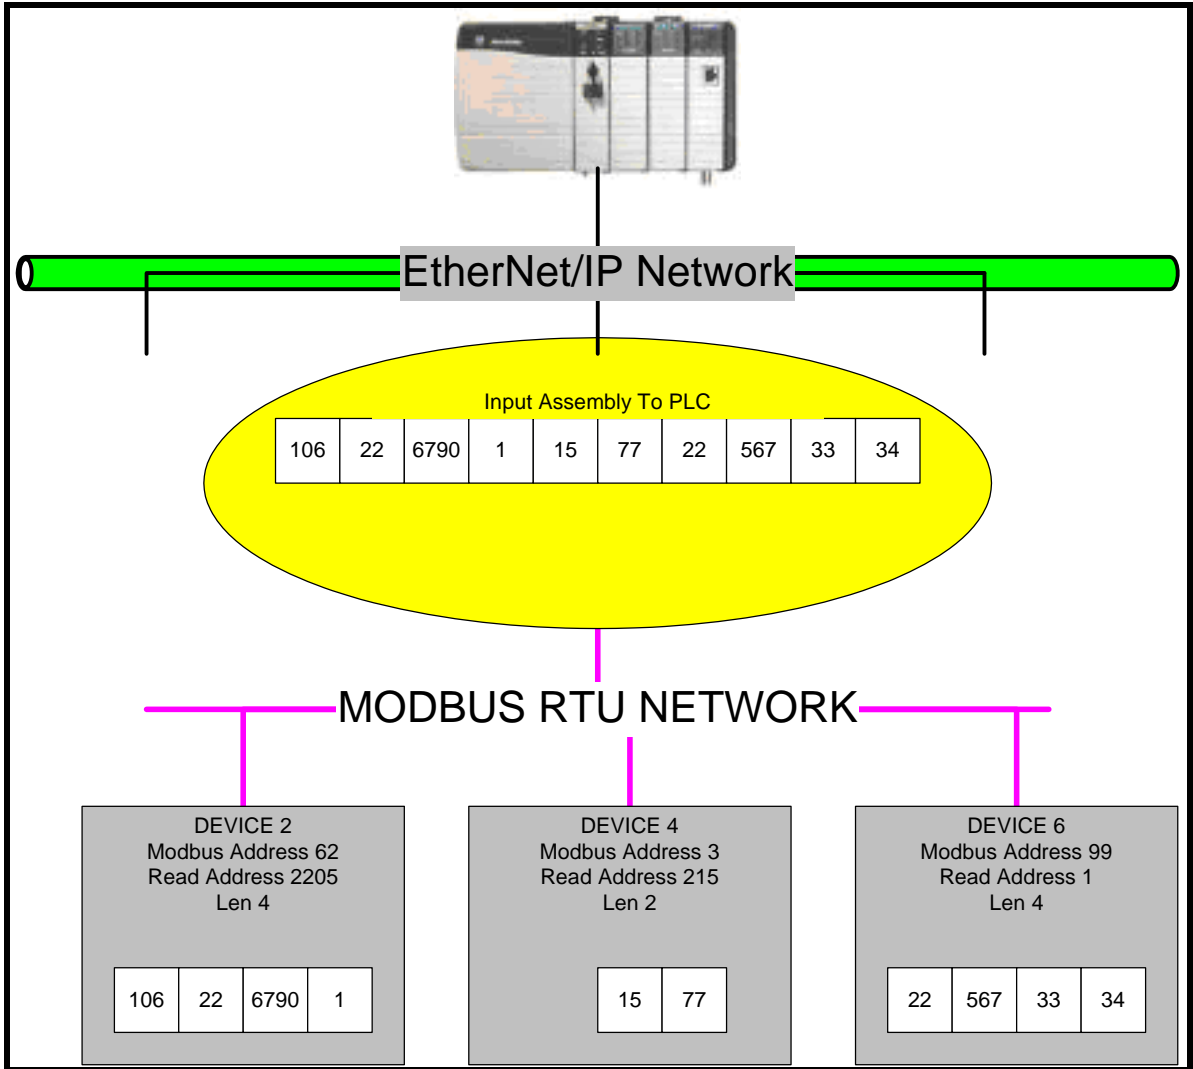 EtherNet/IP Network
Input Assembly To PLC
106 22 6790 1 15 77 22 567 33 34
MODBUS RTU NETWORK
DEVICE 2
Modbus Address 62
Read Address 2205
Len 4
106 22 6790 1
DEVICE 4
Modbus Address 3
Read Address 215
Len 2
15 77
DEVICE 6
Modbus Address 99
Read Address 1
Len 4
22 567 33 34